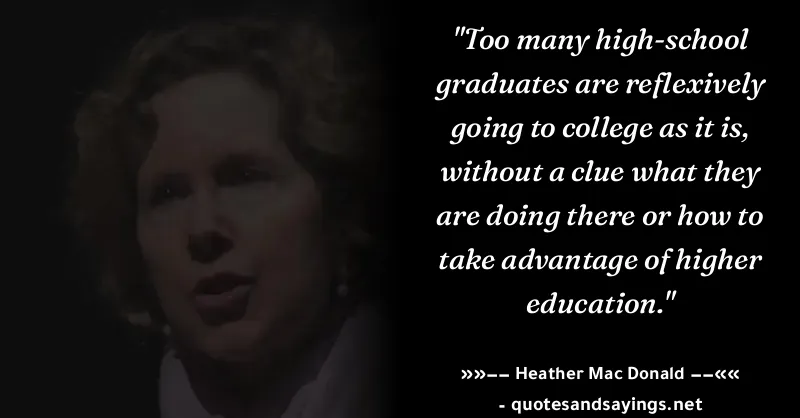 "Too many high-school
graduates are reflexively
going to college as it is,
without a clue what they
are doing there or how to
take advantage of higher
education."
»»−− Heather Mac Donald −−««
- quotesandsayings.net